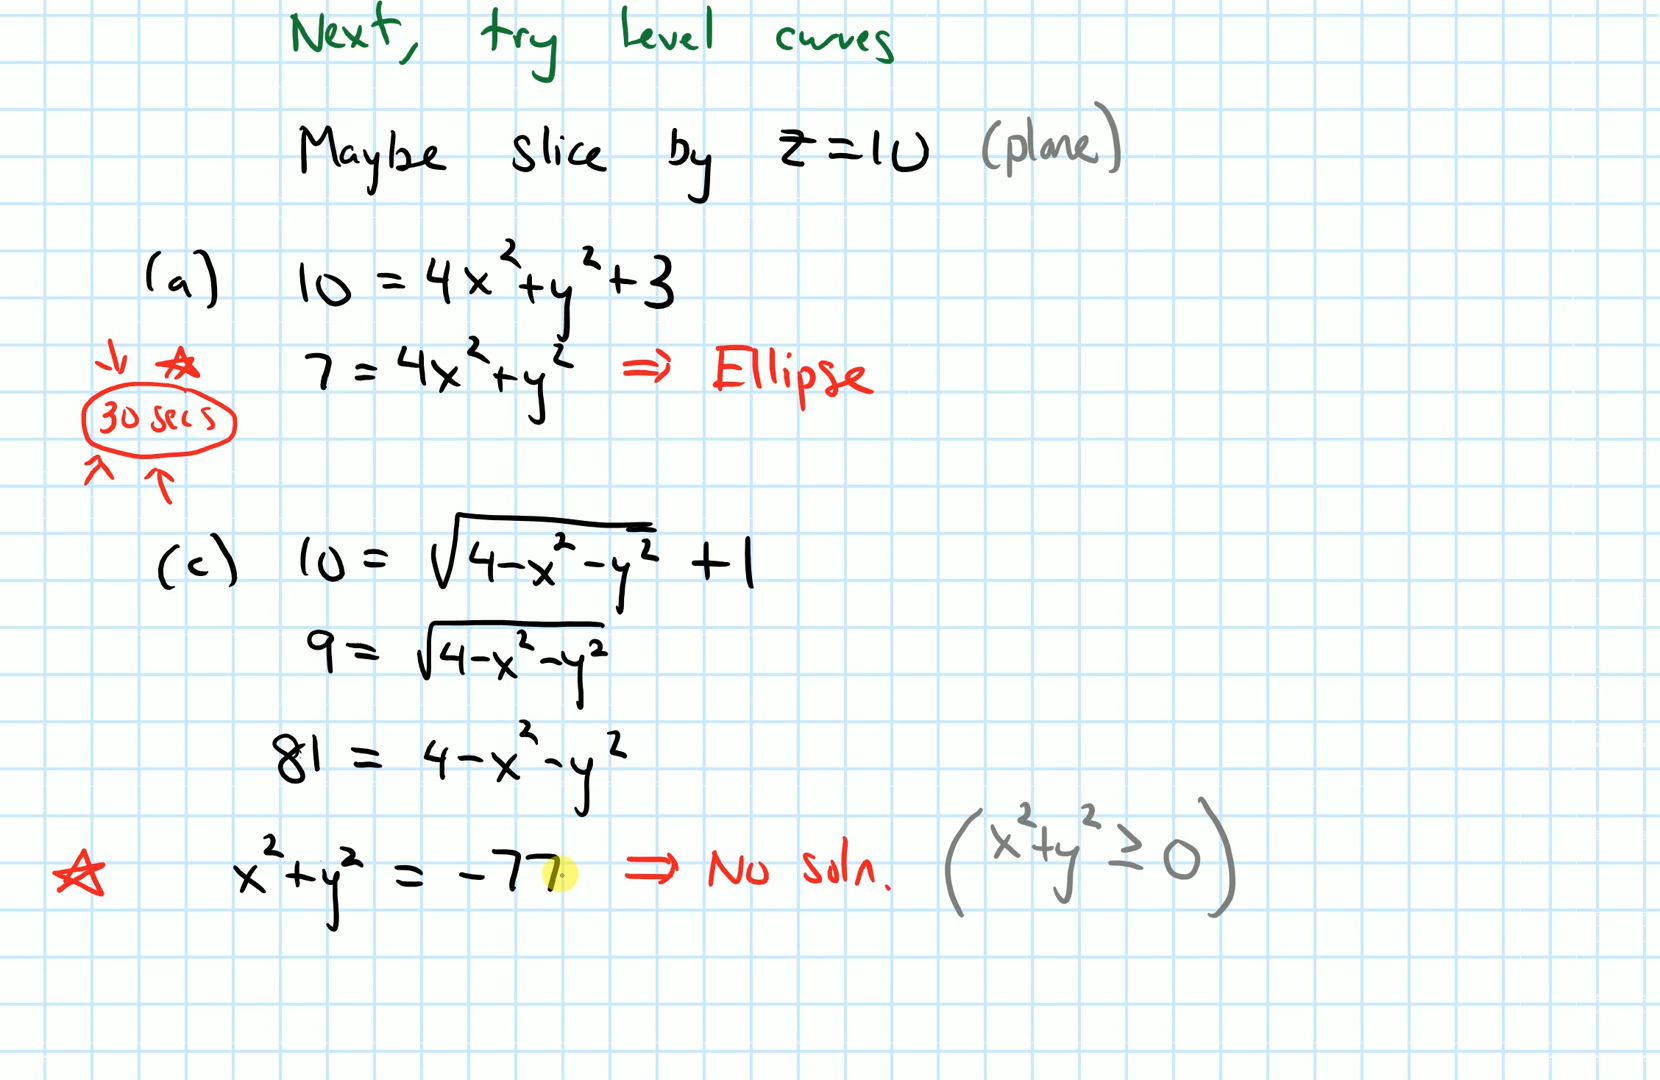 Next, try Level curves
Maybe slice by z=10 (plane)
(a) 10 = 4x²+y²+3
7 = 4x²+y² ⇒ Ellipse
30 secs
(c) 10 = √(4-x²-y²) +1
9 = √(4-x²-y²)
81 = 4-x²-y²
x²+y² = -77 ⇒ No soln. (x²+y² ≥ 0)